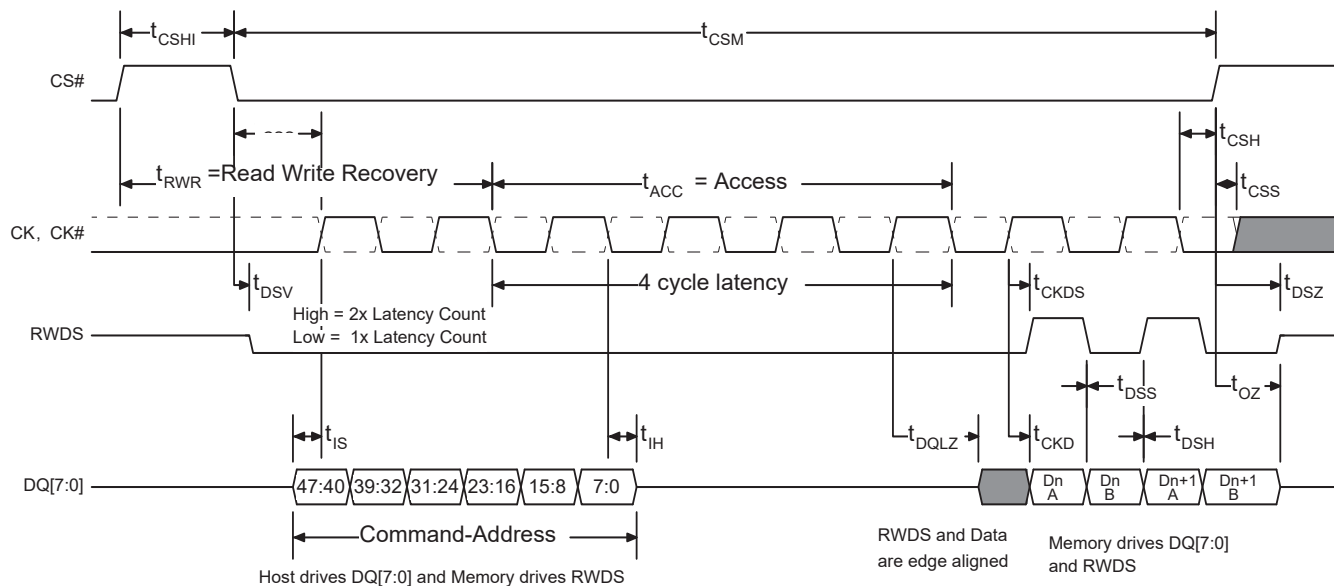 tCSHI
tCSM
CS#
tCSH
tRWR =Read Write Recovery
tACC = Access
tCSS
CK, CK#
tDSV
4 cycle latency
tCKDS
tDSZ
High = 2x Latency Count
Low = 1x Latency Count
RWDS
tDSS
tOZ
tIS
tIH
tDQLZ
tCKD
tDSH
DQ[7:0]
47:40 39:32 31:24 23:16 15:8 7:0
Dn A
Dn B
Dn+1 A
Dn+1 B
Command-Address
RWDS and Data
are edge aligned
Memory drives DQ[7:0]
and RWDS
Host drives DQ[7:0] and Memory drives RWDS